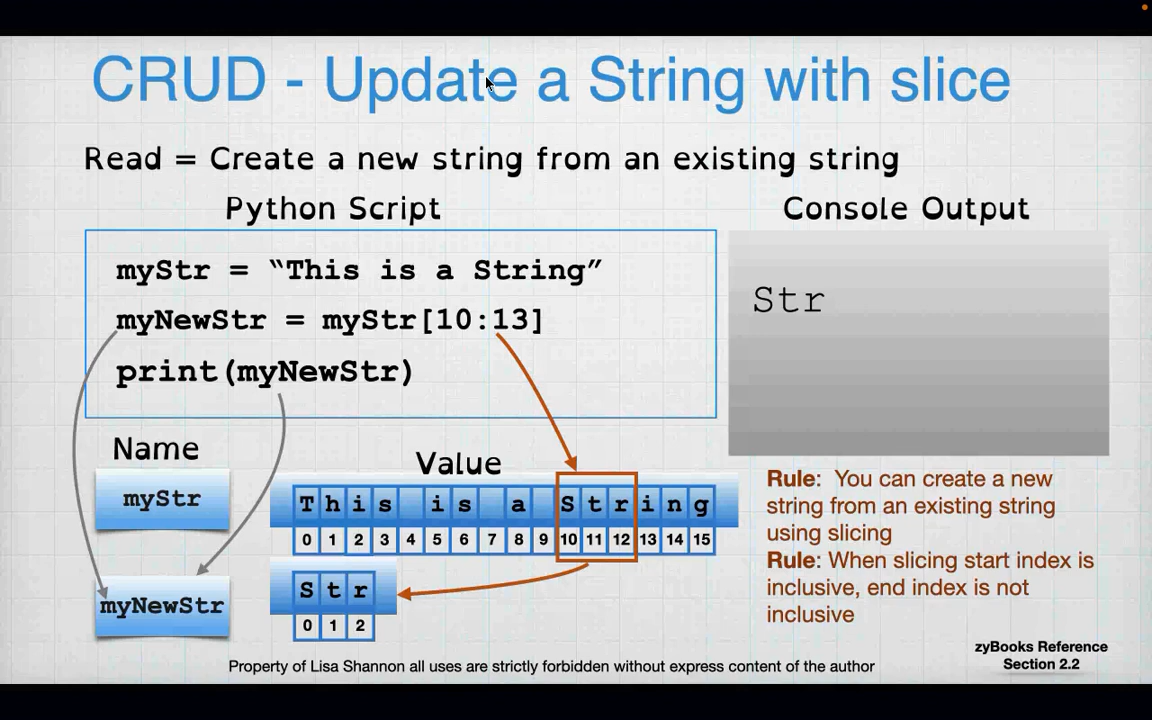 CRUD - Update a String with slice
Read = Create a new string from an existing string
Python Script
Console Output
myStr = “This is a String”
myNewStr = myStr[10:13]
print(myNewStr)
Str
Name
Value
myStr
T h i s i s a S t r i n g
0 1 2 3 4 5 6 7 8 9 10 11 12 13 14 15
myNewStr
S t r
0 1 2
Rule: You can create a new
string from an existing string
using slicing
Rule: When slicing start index is
inclusive, end index is not
inclusive
zyBooks Reference
Section 2.2
Property of Lisa Shannon all uses are strictly forbidden without express content of the author